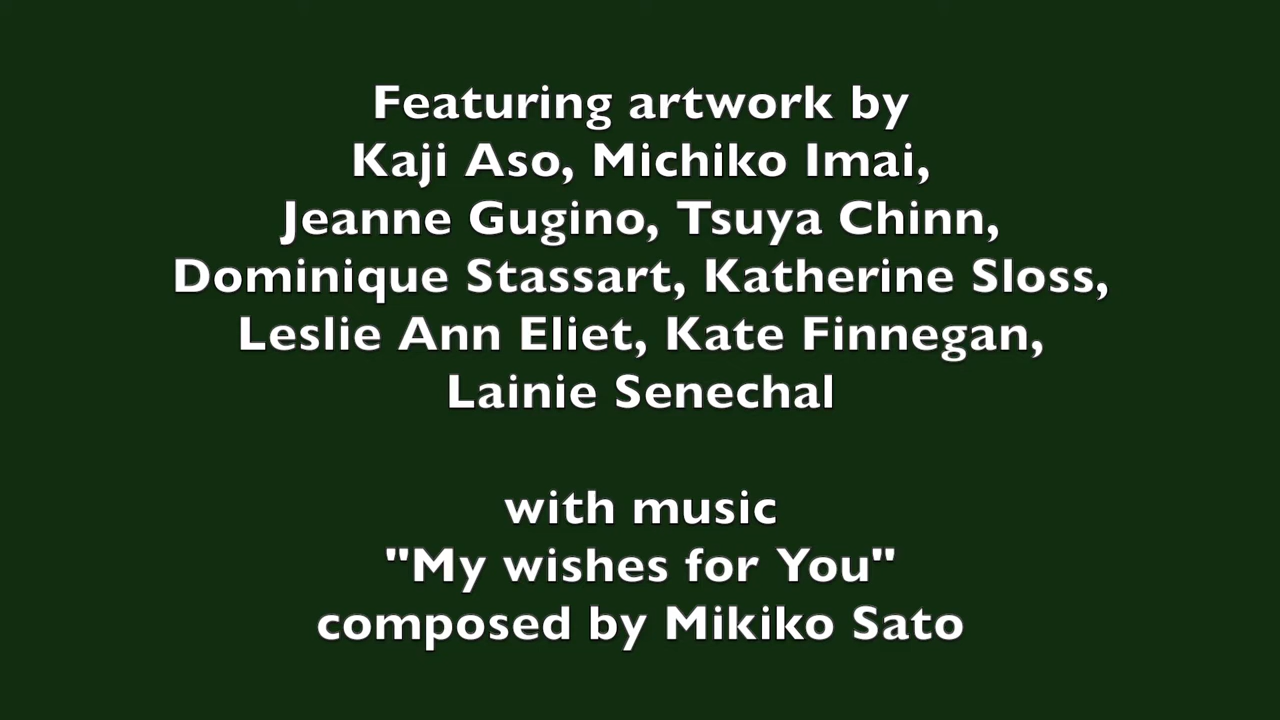 Featuring artwork by
Kaji Aso, Michiko Imai,
Jeanne Gugino, Tsuya Chinn,
Dominique Stassart, Katherine Sloss,
Leslie Ann Eliet, Kate Finnegan,
Lainie Senechal
with music
"My wishes for You"
composed by Mikiko Sato